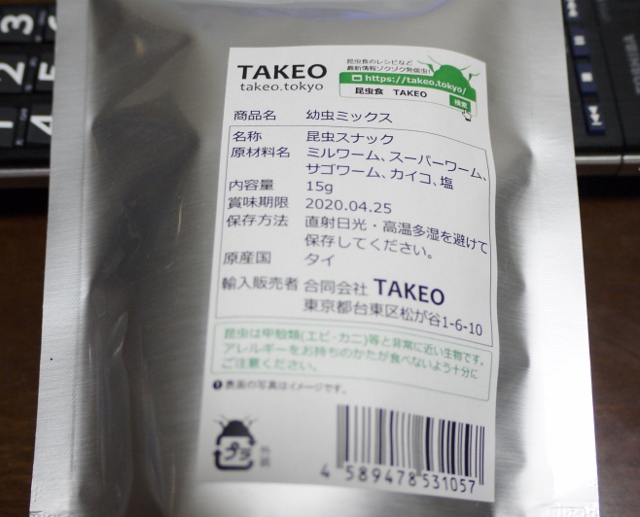 TAKEO
takeo.tokyo
昆虫食のレシピなど
最新情報ゾクゾク発信虫!
https://takeo.tokyo/
昆虫食 TAKEO
検索
商品名 幼虫ミックス
名称 昆虫スナック
原材料名 ミルワーム、スーパーワーム、
サゴワーム、カイコ、塩
内容量 15g
賞味期限 2020.04.25
保存方法 直射日光・高温多湿を避けて
保存してください。
原産国 タイ
輸入販売者 合同会社 TAKEO
東京都台東区松が谷1-6-10
昆虫は甲殻類(エビ・カニ)等と非常に近い生物です。
アレルギーをお持ちのかたが食べないよう十分に
ご注意ください。
❶表面の写真はイメージです。
プラ
外装
4 589478 531057